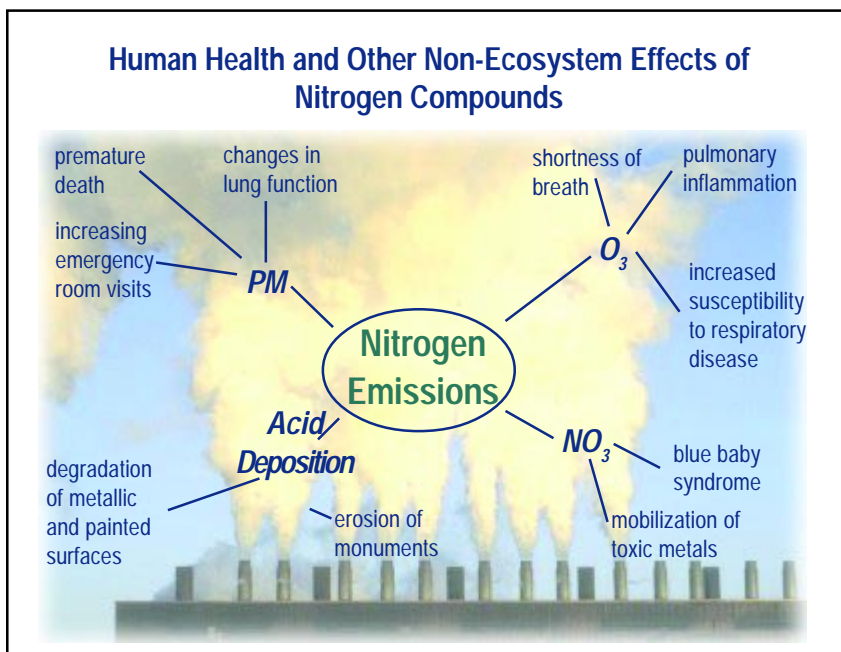 Human Health and Other Non-Ecosystem Effects of
Nitrogen Compounds
premature
death
changes in
lung function
increasing
emergency
room visits
PM
shortness of
breath
pulmonary
inflammation
O₃
increased
susceptibility
to respiratory
disease
Nitrogen
Emissions
Acid
Deposition
degradation
of metallic
and painted
surfaces
erosion of
monuments
NO₃
blue baby
syndrome
mobilization of
toxic metals